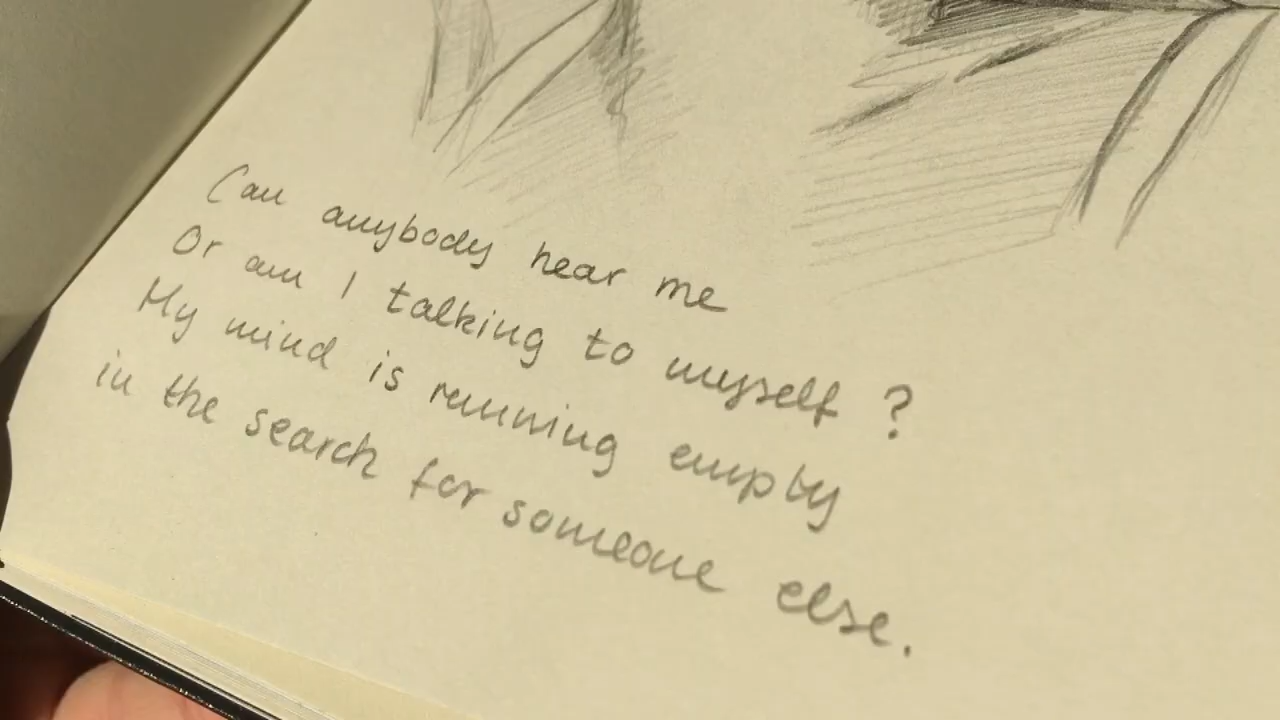 Can anybody hear me
Or am I talking to myself ?
My mind is running empty
in the search for someone else.